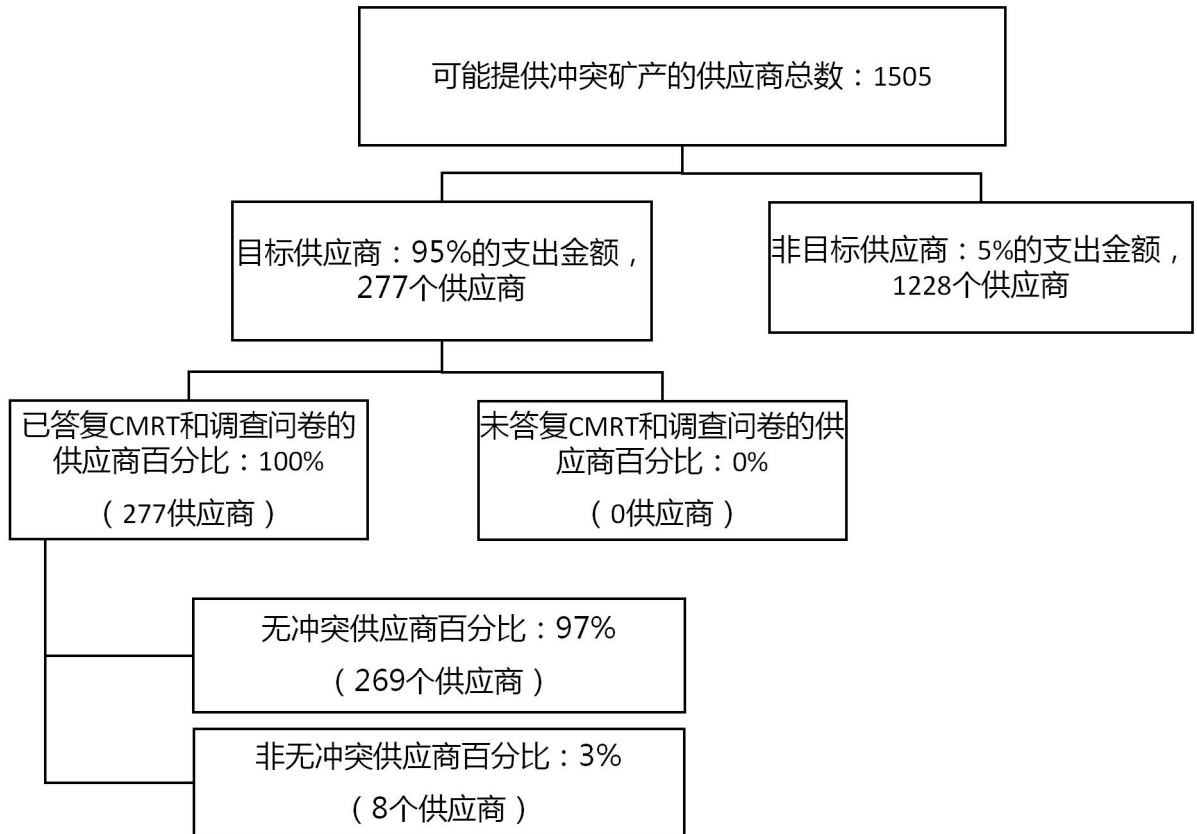 可能提供冲突矿产的供应商总数：1505
目标供应商：95%的支出金额，
277个供应商
非目标供应商：5%的支出金额，
1228个供应商
已答复CMRT和调查问卷的
供应商百分比：100%
（277供应商）
未答复CMRT和调查问卷的供
应商百分比：0%
（0供应商）
无冲突供应商百分比：97%
（269个供应商）
非无冲突供应商百分比：3%
（8个供应商）